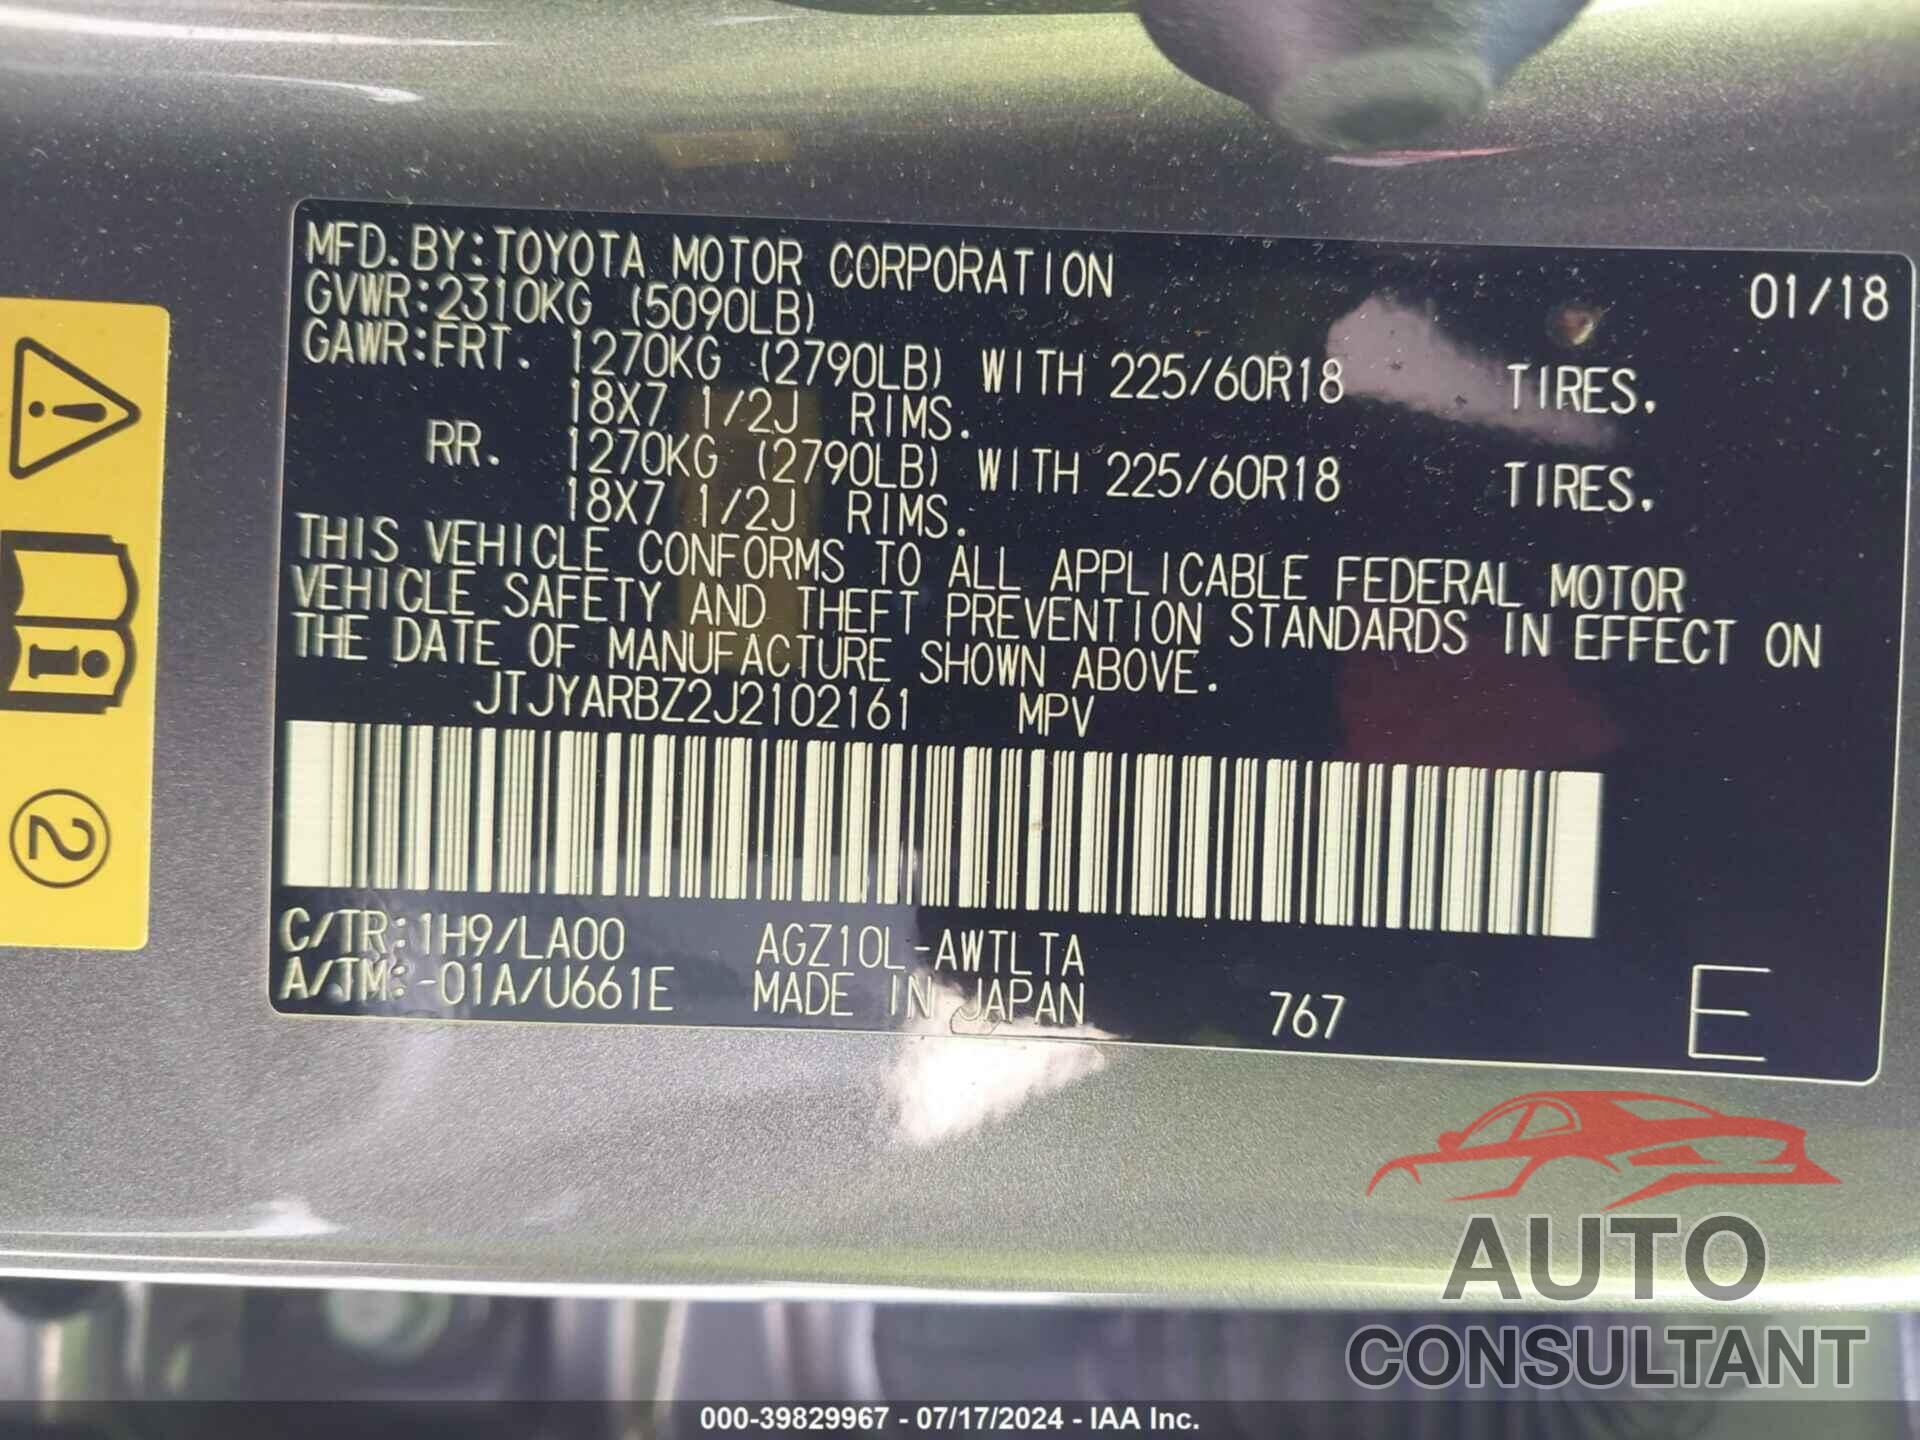 MFD.BY:TOYOTA MOTOR CORPORATION 01/18
GVWR:2310KG (5090LB)
GAWR:FRT. 1270KG (2790LB) WITH 225/60R18 TIRES.
18X7 1/2J RIMS.
RR. 1270KG (2790LB) WITH 225/60R18 TIRES.
18X7 1/2J RIMS.
THIS VEHICLE CONFORMS TO ALL APPLICABLE FEDERAL MOTOR
VEHICLE SAFETY AND THEFT PREVENTION STANDARDS IN EFFECT ON
THE DATE OF MANUFACTURE SHOWN ABOVE.
JTJYARBZ2J2102161 MPV
C/TR:1H9/LA00 AGZ10L-AWTLTA
A/TM:-01A/U661E MADE IN JAPAN 767 E
2
AUTO
CONSULTANT
000-39829967 - 07/17/2024 - IAA Inc.